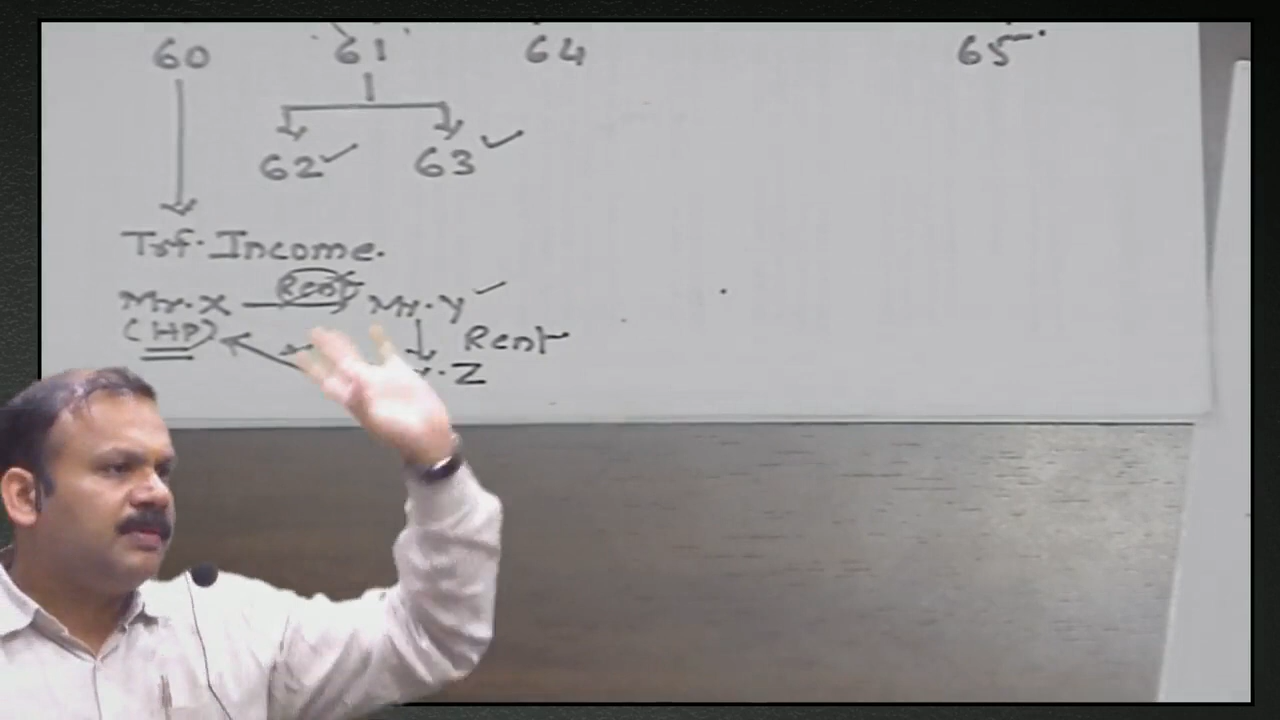 60 61 64 65
62 63
Trf. Income.
Mr. X Rent Mr. Y
(HP) Rent
Z